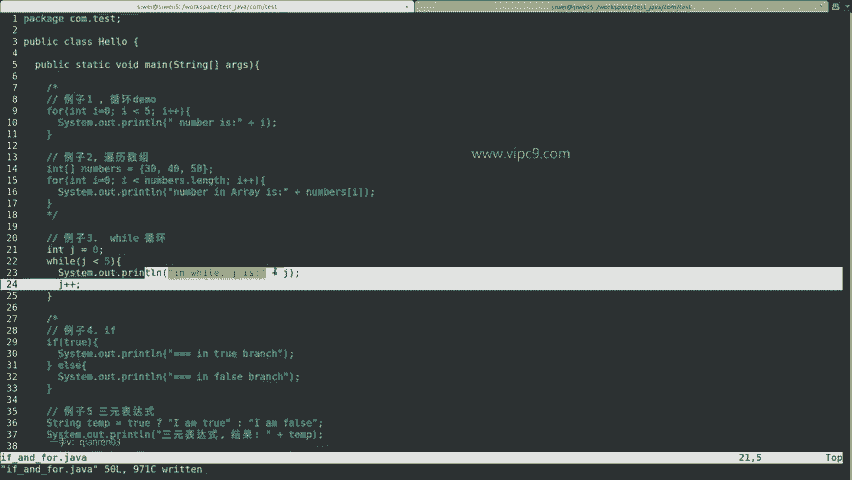 siwei@siwei5: /workspace/test_java/com/test
siwei@siwei5: /workspace/test_java/com/test
1 package com.test;
2
3 public class Hello {
4
5 public static void main(String[] args){
6
7 /*
8 // 例子1 , 循环demo
9 for(int i=0; i < 5; i++){
10 System.out.println(" number is:" + i);
11 }
12
13 // 例子2, 遍历数组
14 int[] numbers = {30, 40, 50};
15 for(int i=0; i < numbers.length; i++){
16 System.out.println("number in Array is:" + numbers[i]);
17 }
18 */
19
20 // 例子3. while 循环
21 int j = 0;
22 while(j < 5){
23 System.out.println("in while, j is:" + j);
24 j++;
25 }
26
27 /*
28 // 例子4. if
29 if(true){
30 System.out.println("=== in true branch");
31 } else{
32 System.out.println("=== in false branch");
33 }
34
35 // 例子5 三元表达式
36 String temp = true ? "I am true" : "I am false";
37 System.out.println("三元表达式, 结果: " + temp);
38
www.vipc9.com
if_and_for.java 21,5 Top
"if_and_for.java" 50L, 971C written